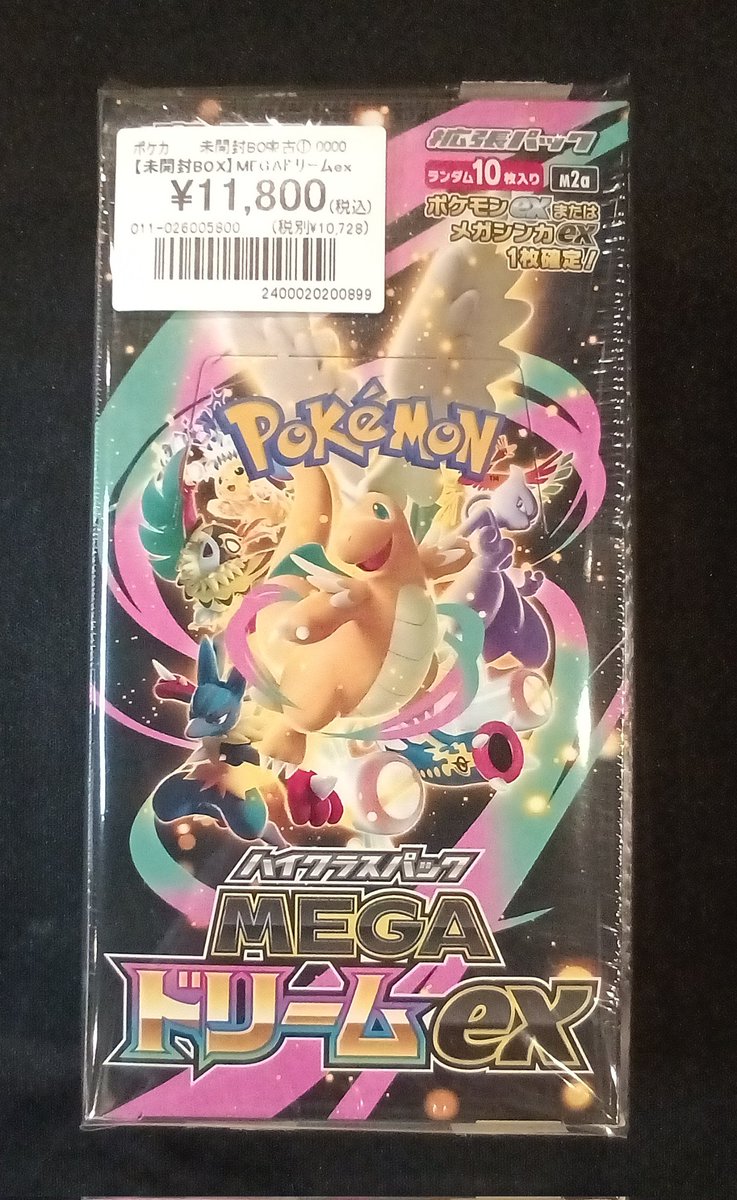 ポケカ 未開封BO中古① 0000
【未開封BOX】MEGAドリームex
¥11,800(税込)
011-026005800 (税別¥10,728)
2400020200899
拡張パック
ランダム10枚入り M2a
ポケモンexまたは
メガシンカex
1枚確定!
POKéMON
TM
ハイクラスパック
MEGA
ドリームex